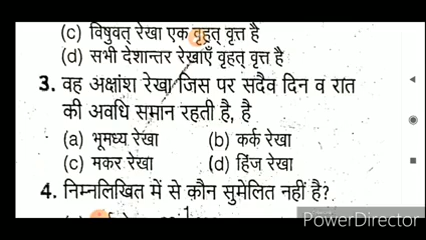 (c) विषुवत् रेखा एक वृहत् वृत्त है
(d) सभी देशान्तर रेखाएँ वृहत् वृत्त है
3. वह अक्षांश रेखा जिस पर सदैव दिन व रात
की अवधि समान रहती है, है
(a) भूमध्य रेखा (b) कर्क रेखा
(c) मकर रेखा (d) हिंज रेखा
4. निम्नलिखित में से कौन सुमेलित नहीं है?
PowerDirector